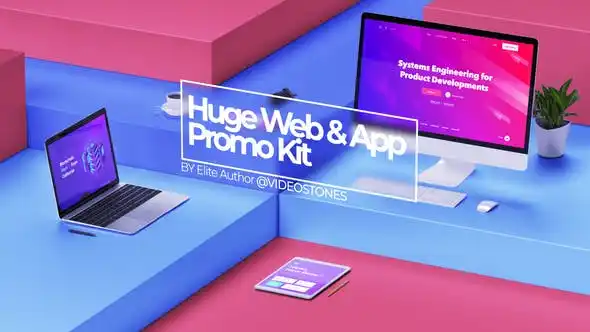 Huge Web & App
Promo Kit
BY Elite Author @VIDEOSTONES
Systems Engineering for
Product Developments